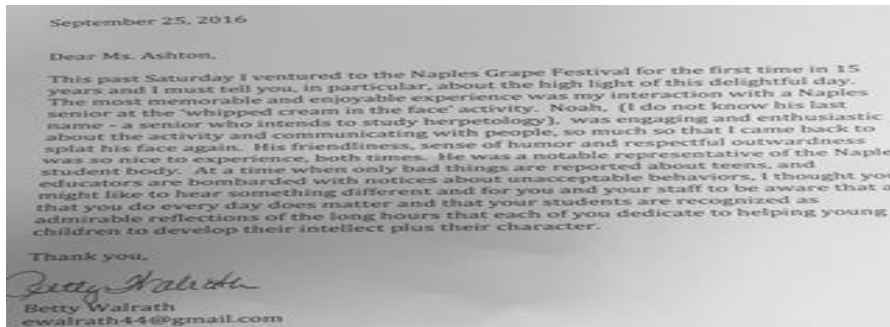 September 25, 2016
Dear Ms. Ashton,
This past Saturday I ventured to the Naples Grape Festival for the first time in 15
years and I must tell you, in particular, about the high light of this delightful day.
The most memorable and enjoyable experience was my interaction with a Naples
senior at the 'whipped cream in the face' activity. Noah, (I do not know his last
name - a senior who intends to study herpetology), was engaging and enthusiastic
about the activity and communicating with people, so much so that I came back to
splat his face again. His friendliness, sense of humor and respectful outwardness
was so nice to experience, both times. He was a notable representative of the Naple
student body. At a time when only bad things are reported about teens, and
educators are bombarded with notices about unacceptable behaviors, I thought you
might like to hear something different and for you and your staff to be aware that a
that you do every day does matter and that your students are recognized as
admirable reflections of the long hours that each of you dedicate to helping young
children to develop their intellect plus their character.
Thank you,
Betty Walrath
Betty Walrath
ewalrath44@gmail.com